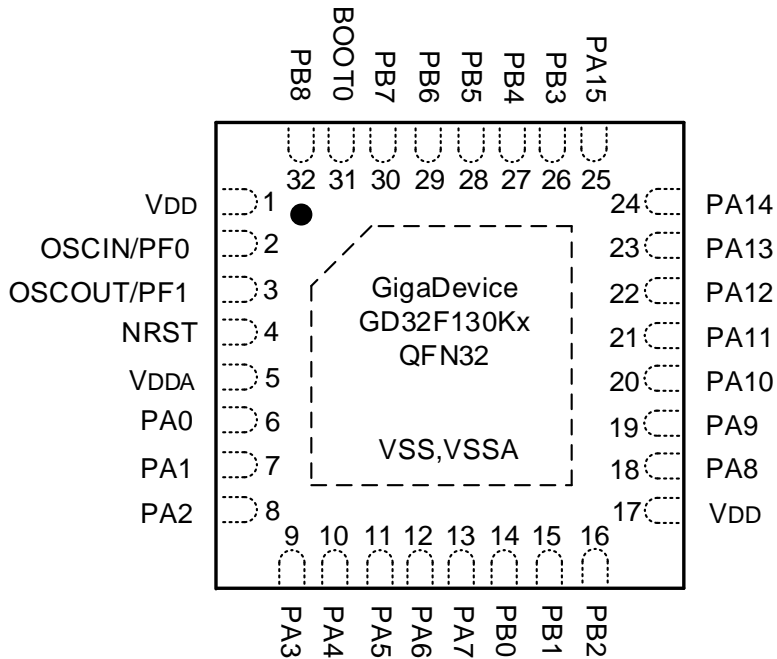 PB8
BOOT0
PB7
PB6
PB5
PB4
PB3
PA15
32
31
30
29
28
27
26
25
VDD
1
OSCIN/PF0
2
OSCOUT/PF1
3
NRST
4
VDDA
5
PA0
6
PA1
7
PA2
8
24
PA14
23
PA13
22
PA12
21
PA11
20
PA10
19
PA9
18
PA8
17
VDD
GigaDevice
GD32F130Kx
QFN32
VSS,VSSA
9
10
11
12
13
14
15
16
PA3
PA4
PA5
PA6
PA7
PB0
PB1
PB2